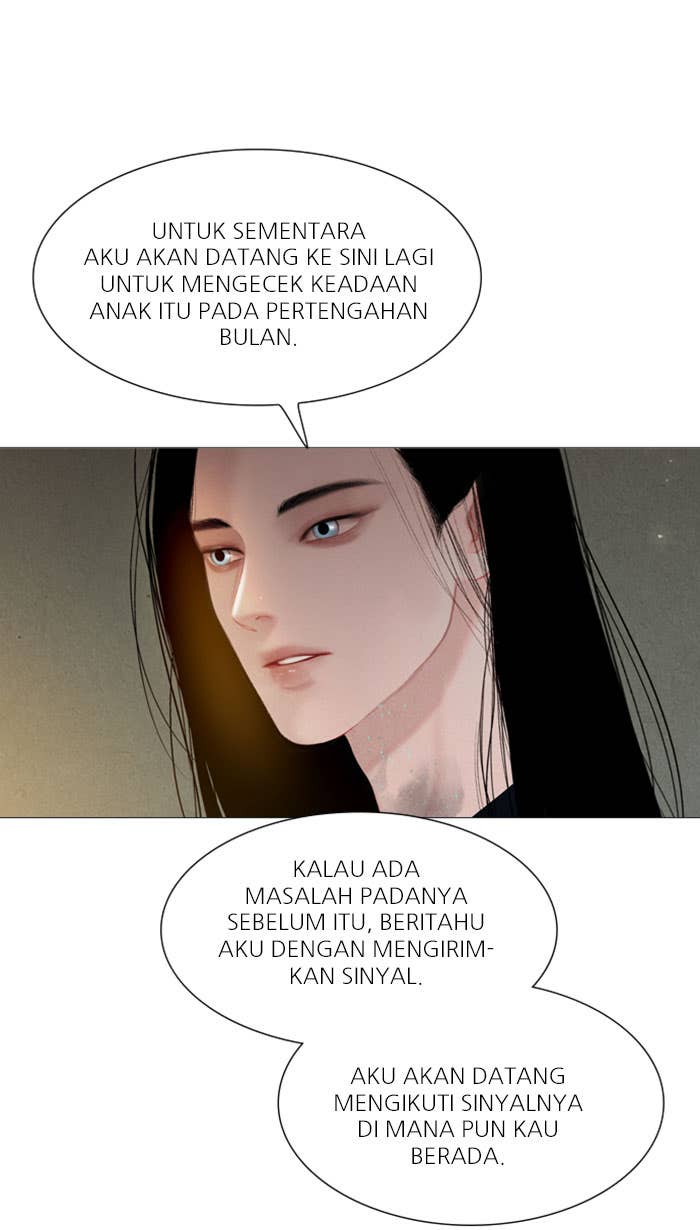 UNTUK SEMENTARA
AKU AKAN DATANG KE SINI LAGI
UNTUK MENGECEK KEADAAN
ANAK ITU PADA PERTENGAHAN
BULAN.
KALAU ADA
MASALAH PADANYA
SEBELUM ITU, BERITAHU
AKU DENGAN MENGIRIM-
KAN SINYAL.
AKU AKAN DATANG
MENGIKUTI SINYALNYA
DI MANA PUN KAU
BERADA.